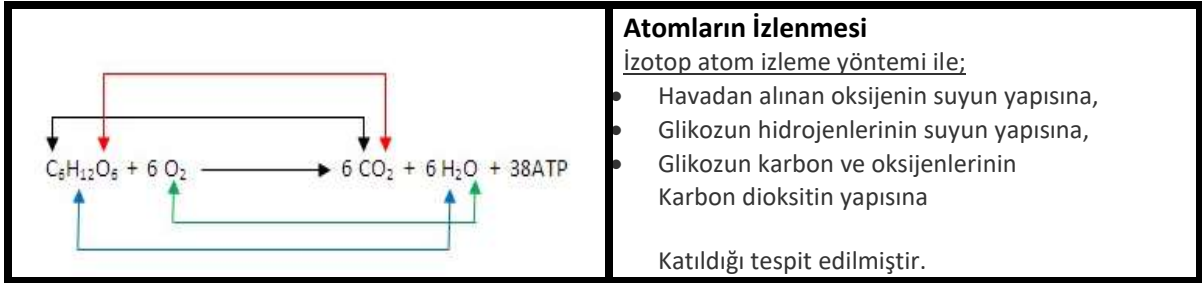 C₆H₁₂O₆ + 6 O₂ ⟶ 6 CO₂ + 6 H₂O + 38ATP
Atomların İzlenmesi
İzotop atom izleme yöntemi ile;
• Havadan alınan oksijenin suyun yapısına,
• Glikozun hidrojenlerinin suyun yapısına,
• Glikozun karbon ve oksijenlerinin
Karbon dioksitin yapısına
Katıldığı tespit edilmiştir.